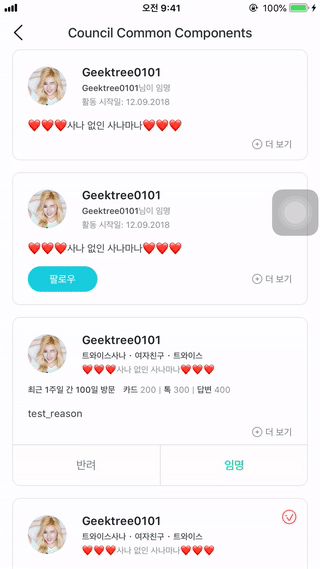 오전 9:41
100%
Council Common Components
Geektree0101
Geektree0101님이 임명
활동 시작일: 12.09.2018
❤️❤️❤️사나 없인 사나마나❤️❤️❤️
더 보기
Geektree0101
Geektree0101님이 임명
활동 시작일: 12.09.2018
❤️❤️❤️사나 없인 사나마나❤️❤️❤️
팔로우
더 보기
Geektree0101
트와이스사나 · 여자친구 · 트와이스
❤️❤️❤️사나 없인 사나마나❤️❤️❤️
최근 1주일 간 100일 방문 카드 200 | 톡 300 | 답변 400
test_reason
더 보기
반려 임명
Geektree0101
트와이스사나 · 여자친구 · 트와이스
❤️❤️❤️사나 없인 사나마나❤️❤️❤️